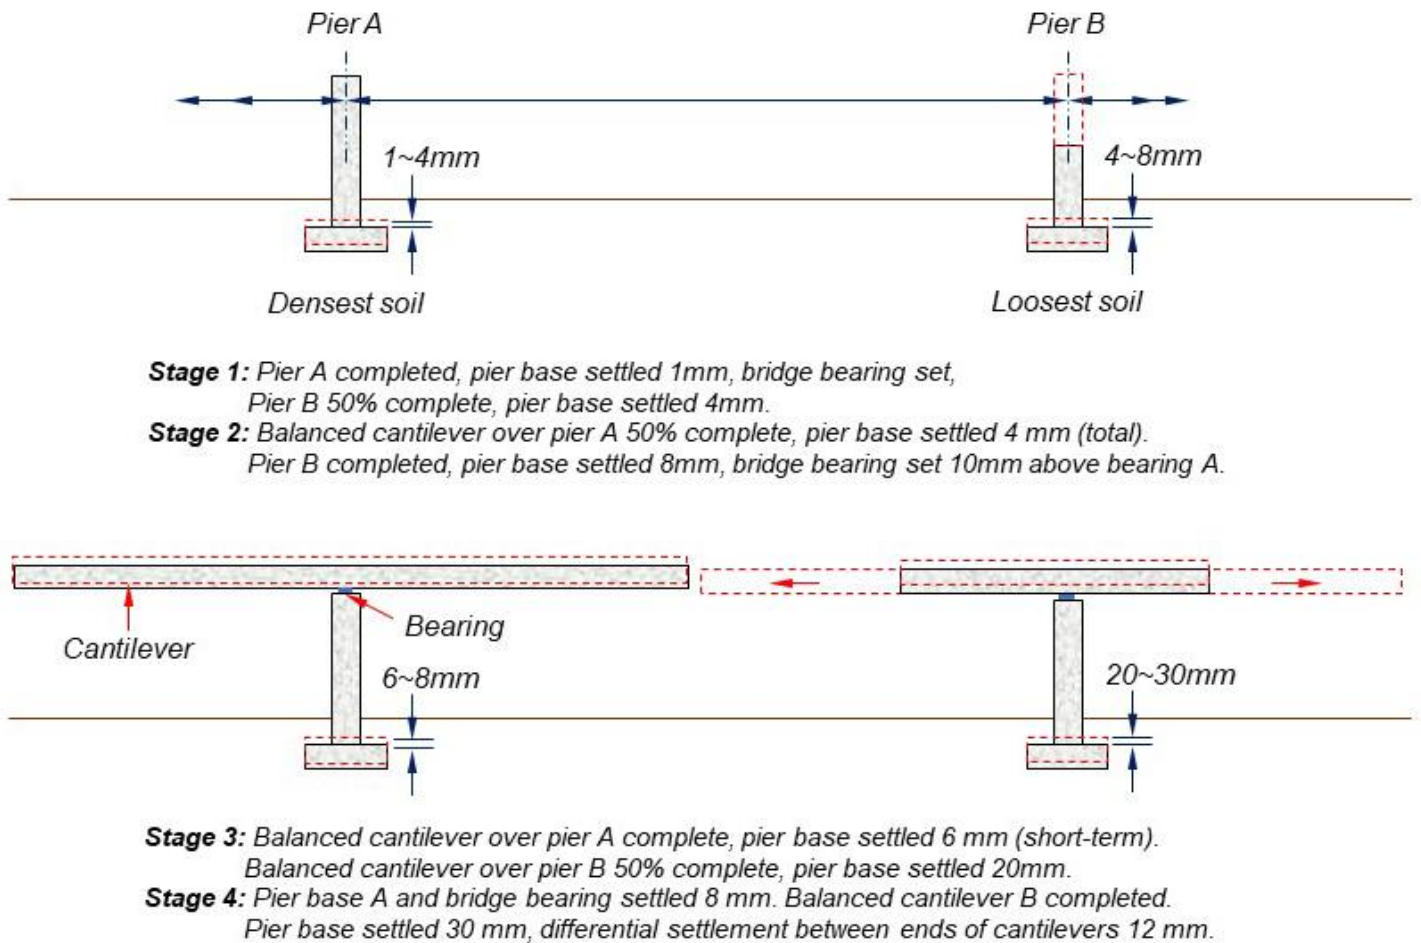 Pier A
Pier B
1~4mm
4~8mm
Densest soil
Loosest soil
Stage 1: Pier A completed, pier base settled 1mm, bridge bearing set,
Pier B 50% complete, pier base settled 4mm.
Stage 2: Balanced cantilever over pier A 50% complete, pier base settled 4 mm (total).
Pier B completed, pier base settled 8mm, bridge bearing set 10mm above bearing A.
Bearing
Cantilever
6~8mm
20~30mm
Stage 3: Balanced cantilever over pier A complete, pier base settled 6 mm (short-term).
Balanced cantilever over pier B 50% complete, pier base settled 20mm.
Stage 4: Pier base A and bridge bearing settled 8 mm. Balanced cantilever B completed.
Pier base settled 30 mm, differential settlement between ends of cantilevers 12 mm.